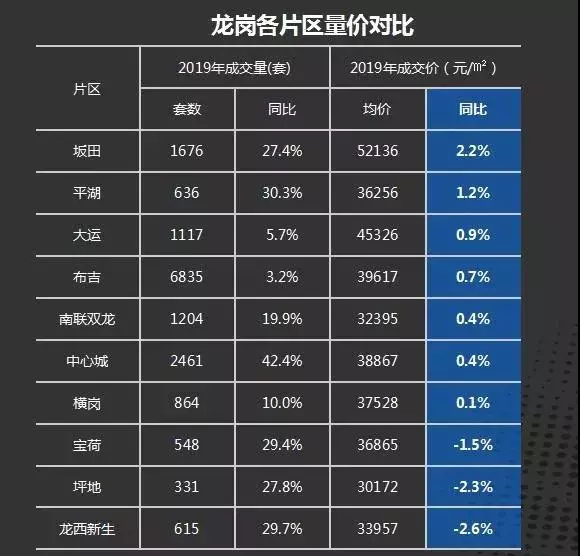 龙岗各片区量价对比
片区 2019年成交量(套) 2019年成交价（元/㎡）
套数 同比 均价 同比
坂田 1676 27.4% 52136 2.2%
平湖 636 30.3% 36256 1.2%
大运 1117 5.7% 45326 0.9%
布吉 6835 3.2% 39617 0.7%
南联双龙 1204 19.9% 32395 0.4%
中心城 2461 42.4% 38867 0.4%
横岗 864 10.0% 37528 0.1%
宝荷 548 29.4% 36865 -1.5%
坪地 331 27.8% 30172 -2.3%
龙西新生 615 29.7% 33957 -2.6%